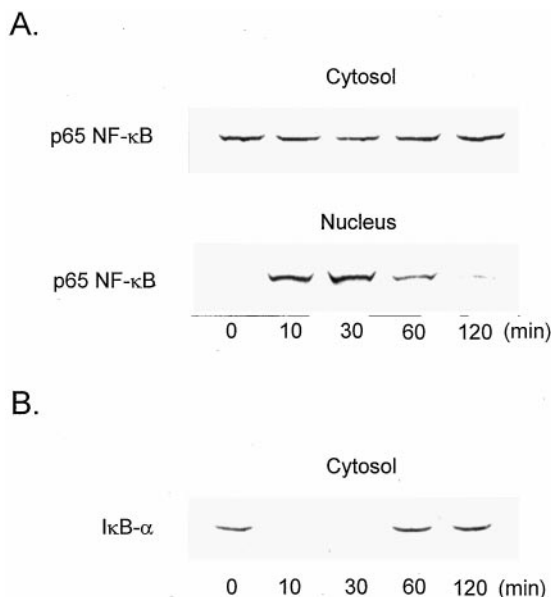 A.
Cytosol
p65 NF-κB
Nucleus
p65 NF-κB
0 10 30 60 120 (min)
B.
Cytosol
IκB-α
0 10 30 60 120 (min)